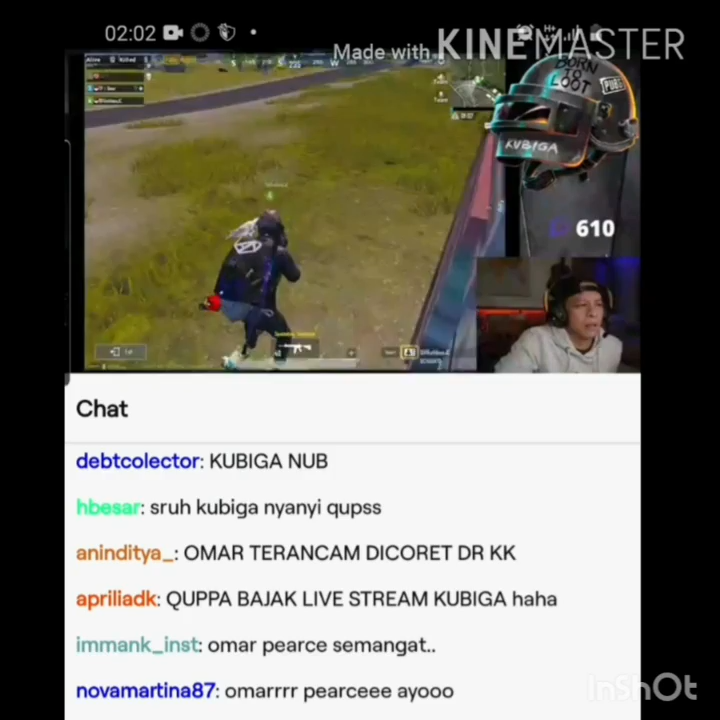 02:02
Made with KINEMASTER
BORN
TO
LOOT
PUBG
KUBIGA
610
Chat
debtcolector: KUBIGA NUB
hbesar: sruh kubiga nyanyi qupss
aninditya_: OMAR TERANCAM DICORET DR KK
apriliadk: QUPPA BAJAK LIVE STREAM KUBIGA haha
immank_inst: omar pearce semangat..
novamartina87: omarrrr pearceee ayooo
InShOt